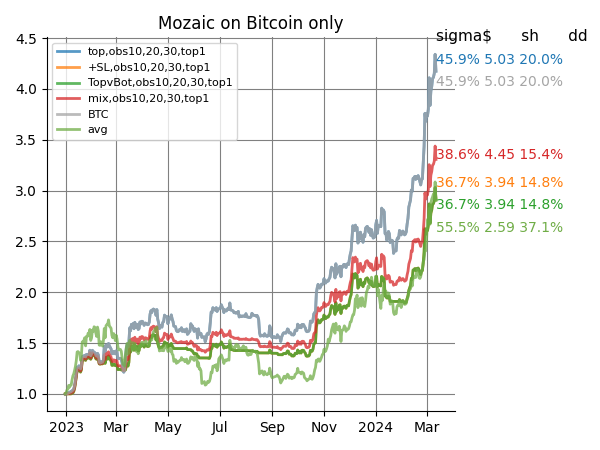 Mozaic on Bitcoin only
sigma$ sh dd
top,obs10,20,30,top1
+SL,obs10,20,30,top1
TopvBot,obs10,20,30,top1
mix,obs10,20,30,top1
BTC
avg
45.9% 5.03 20.0%
45.9% 5.03 20.0%
38.6% 4.45 15.4%
36.7% 3.94 14.8%
36.7% 3.94 14.8%
55.5% 2.59 37.1%
4.5
4.0
3.5
3.0
2.5
2.0
1.5
1.0
2023 Mar May Jul Sep Nov 2024 Mar